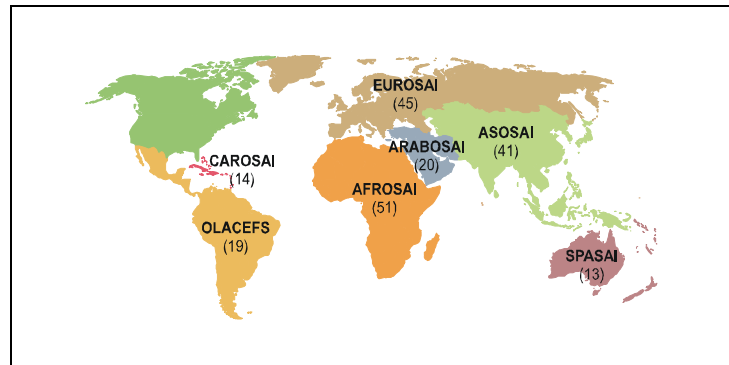 EUROSAI
(45)
ASOSAI
(41)
ARABOSAI
(20)
CAROSAI
(14)
AFROSAI
(51)
OLACEFS
(19)
SPASAI
(13)